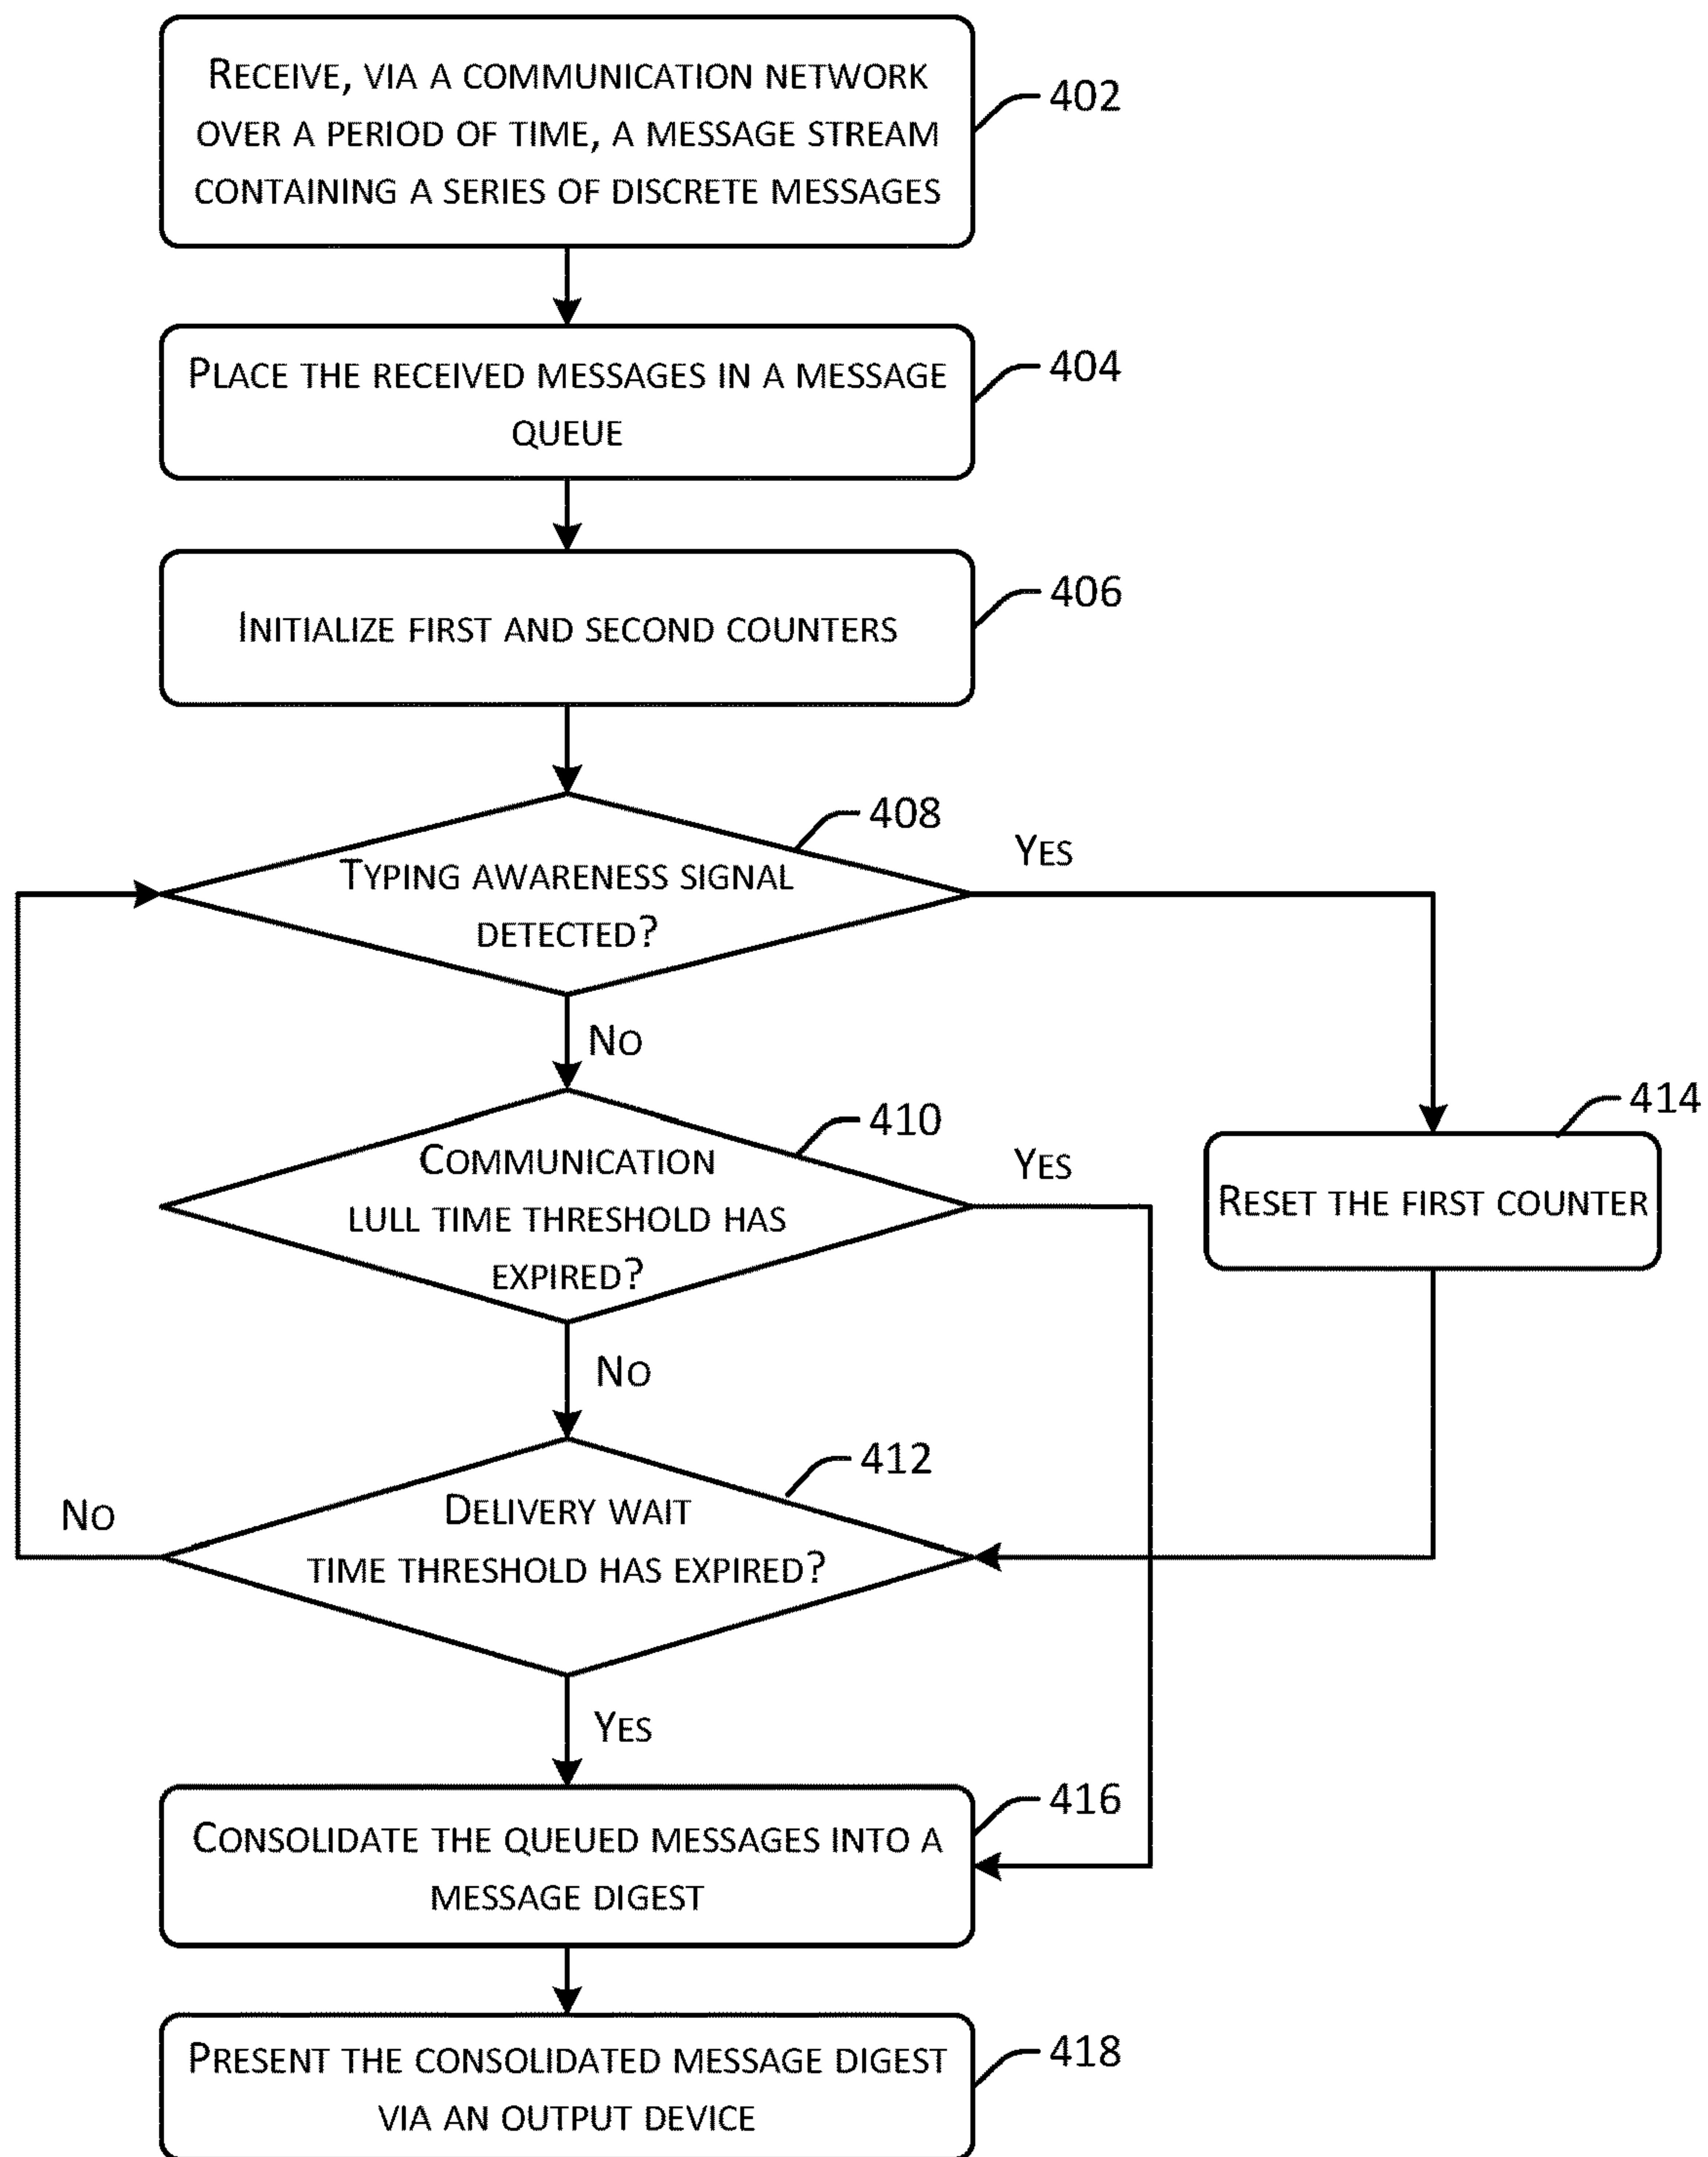 RECEIVE, VIA A COMMUNICATION NETWORK
OVER A PERIOD OF TIME, A MESSAGE STREAM
CONTAINING A SERIES OF DISCRETE MESSAGES
402
PLACE THE RECEIVED MESSAGES IN A MESSAGE
QUEUE
404
INITIALIZE FIRST AND SECOND COUNTERS
406
TYPING AWARENESS SIGNAL
DETECTED?
408
YES
NO
COMMUNICATION
LULL TIME THRESHOLD HAS
EXPIRED?
410
YES
RESET THE FIRST COUNTER
414
NO
DELIVERY WAIT
TIME THRESHOLD HAS EXPIRED?
412
NO
YES
CONSOLIDATE THE QUEUED MESSAGES INTO A
MESSAGE DIGEST
416
PRESENT THE CONSOLIDATED MESSAGE DIGEST
VIA AN OUTPUT DEVICE
418